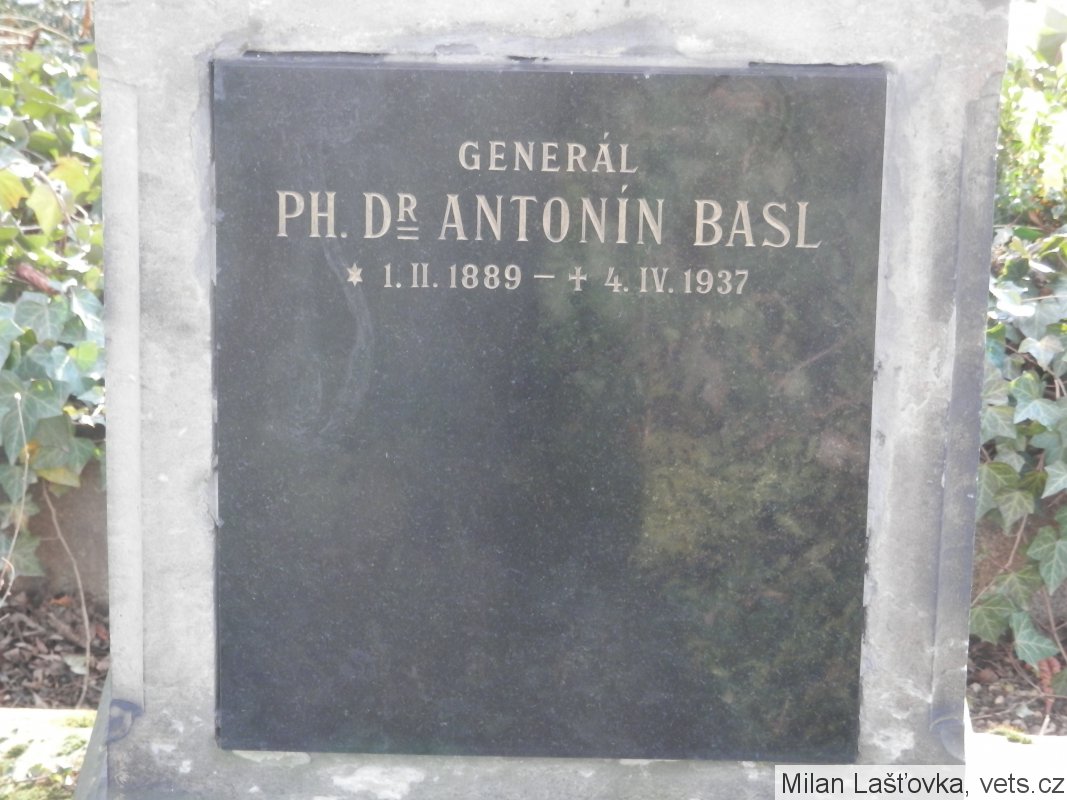 GENERÁL
PH. DR ANTONÍN BASL
* 1. II. 1889 – ✝ 4. IV. 1937
Milan Lašťovka, vets.cz